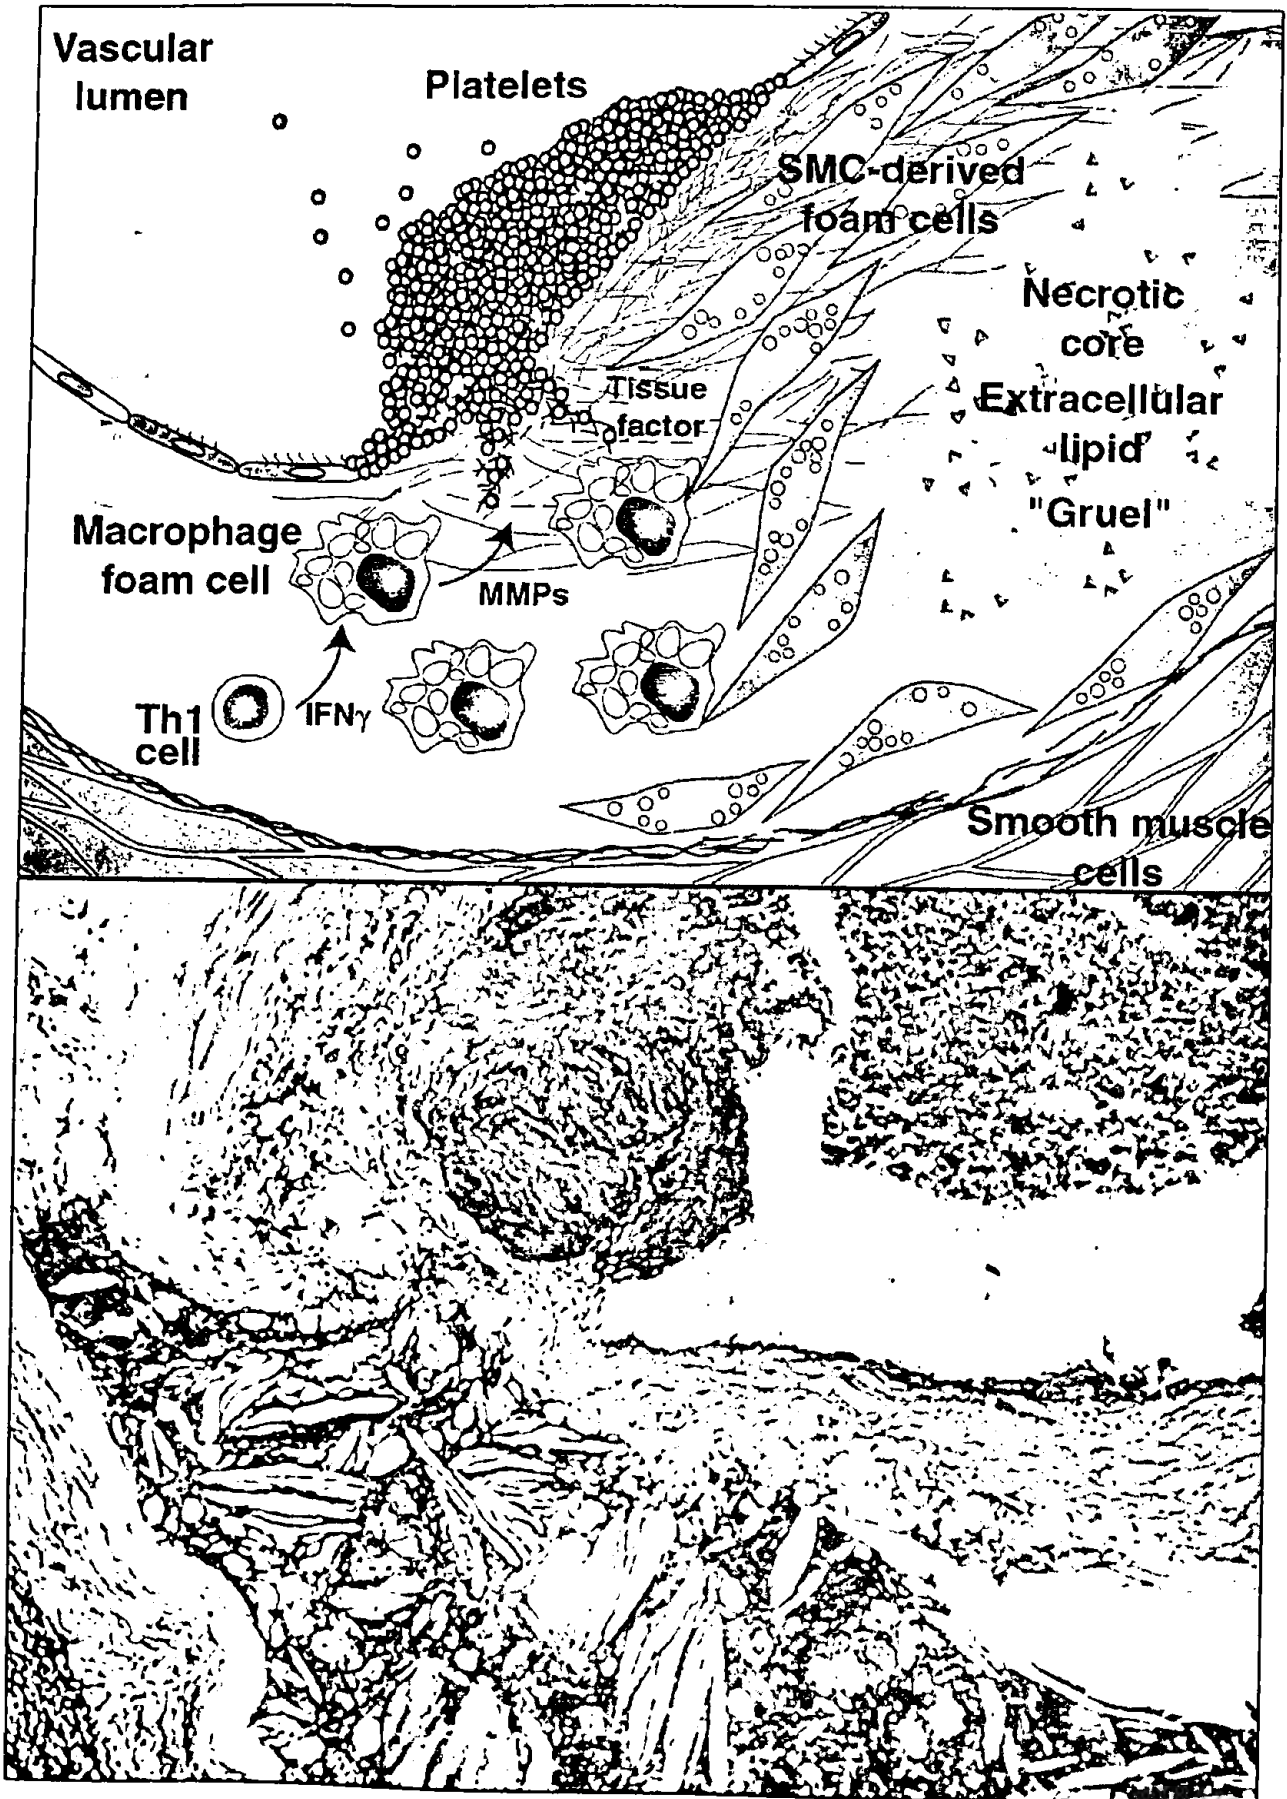 Vascular
lumen
Platelets
SMC-derived
foam cells
Necrotic
core
Extracellular
lipid
"Gruel"
Tissue
factor
Macrophage
foam cell
MMPs
Th1
cell
IFNγ
Smooth muscle
cells